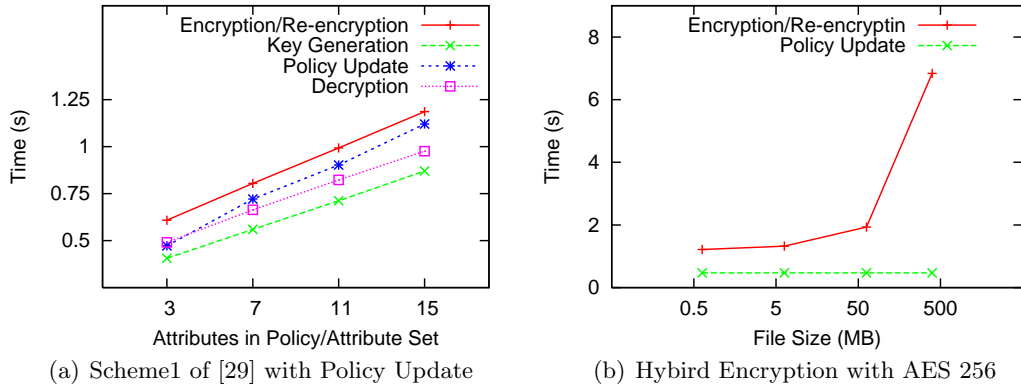 Encryption/Re-encryption
Key Generation
Policy Update
Decryption
1.25
1
0.75
0.5
Time (s)
3 7 11 15
Attributes in Policy/Attribute Set
(a) Scheme1 of [29] with Policy Update
Encryption/Re-encryptin
Policy Update
8
6
4
2
0
Time (s)
0.5 5 50 500
File Size (MB)
(b) Hybird Encryption with AES 256